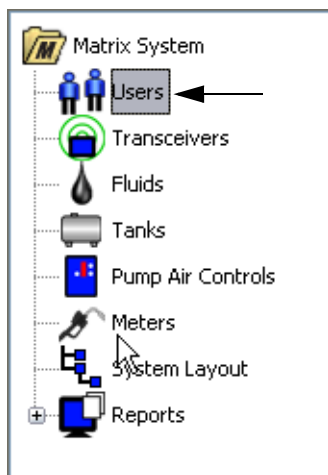 Matrix System
Users
Transceivers
Fluids
Tanks
Pump Air Controls
Meters
System Layout
Reports